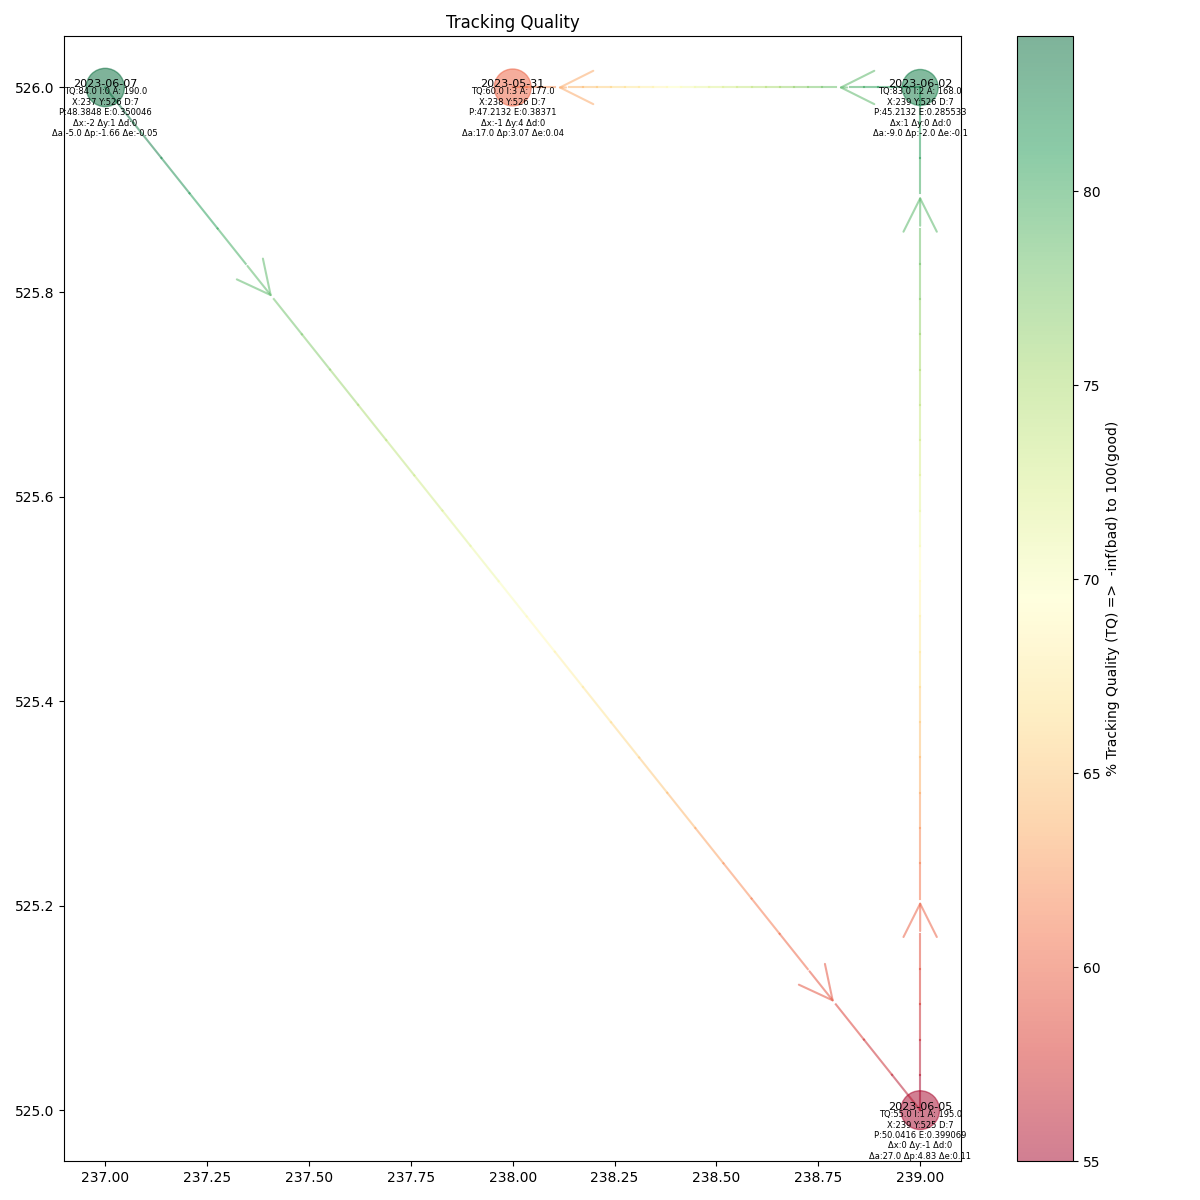 Tracking Quality
2023-06-07
TQ:84.0 I:0 A: 190.0
X:237 Y:526 D:7
P:48.3848 E:0.350046
Δx:-2 Δy:1 Δd:0
Δa:-5.0 Δp:-1.66 Δe:-0.05
2023-05-31
TQ:60.0 I:3 A: 177.0
X:238 Y:526 D:7
P:47.2132 E:0.38371
Δx:-1 Δy:4 Δd:0
Δa:17.0 Δp:3.07 Δe:0.04
2023-06-02
TQ:83.0 I:2 A: 168.0
X:239 Y:526 D:7
P:45.2132 E:0.285533
Δx:1 Δy:0 Δd:0
Δa:-9.0 Δp:-2.0 Δe:-0.1
2023-06-05
TQ:55.0 I:1 A: 195.0
X:239 Y:525 D:7
P:50.0416 E:0.399069
Δx:0 Δy:-1 Δd:0
Δa:27.0 Δp:4.83 Δe:0.11
526.0
525.8
525.6
525.4
525.2
525.0
237.00 237.25 237.50 237.75 238.00 238.25 238.50 238.75 239.00
80
75
70
65
60
55
% Tracking Quality (TQ) => -inf(bad) to 100(good)